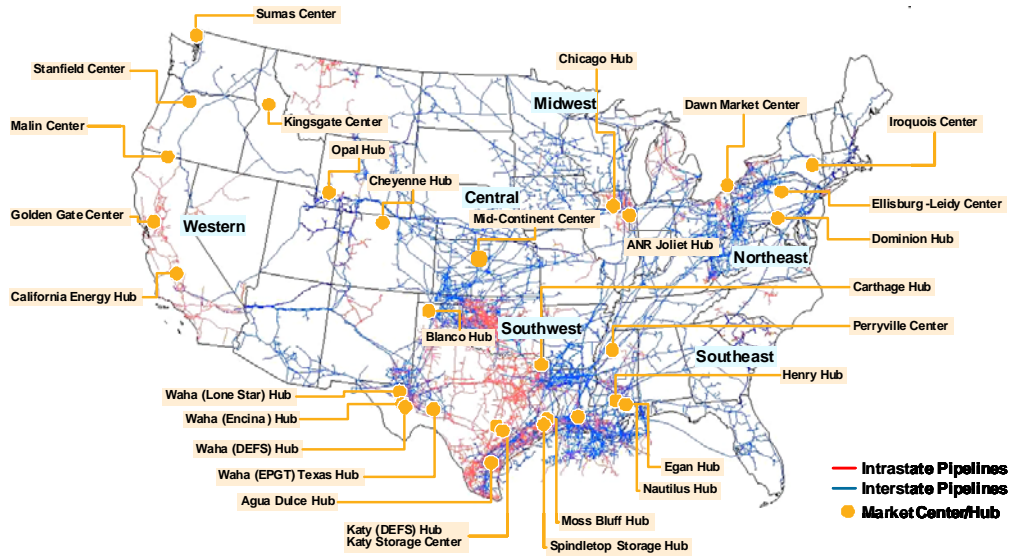 Sumas Center
Stanfield Center
Chicago Hub
Midwest
Dawn Market Center
Malin Center
Kingsgate Center
Iroquois Center
Opal Hub
Cheyenne Hub
Central
Ellisburg-Leidy Center
Golden Gate Center
Western
Mid-Continent Center
ANR Joliet Hub
Dominion Hub
Northeast
California Energy Hub
Carthage Hub
Blanco Hub
Southwest
Perryville Center
Southeast
Henry Hub
Waha (Lone Star) Hub
Waha (Encina) Hub
Waha (DEFS) Hub
Waha (EPGT) Texas Hub
Egan Hub
Intrastate Pipelines
Agua Dulce Hub
Nautilus Hub
Interstate Pipelines
Market Center/Hub
Katy (DEFS) Hub
Katy Storage Center
Moss Bluff Hub
Spindletop Storage Hub